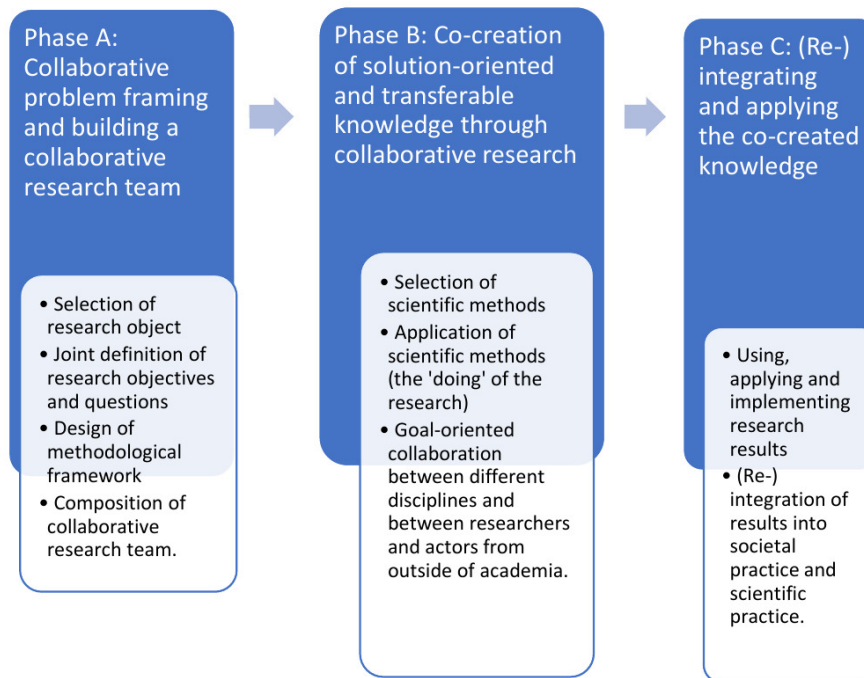 Phase A:
Collaborative
problem framing
and building a
collaborative
research team
• Selection of
research object
• Joint definition of
research objectives
and questions
• Design of
methodological
framework
• Composition of
collaborative
research team.
Phase B: Co-creation
of solution-oriented
and transferable
knowledge through
collaborative research
• Selection of
scientific methods
• Application of
scientific methods
(the 'doing' of the
research)
• Goal-oriented
collaboration
between different
disciplines and
between researchers
and actors from
outside of academia.
Phase C: (Re-)
integrating
and applying
the co-created
knowledge
• Using,
applying and
implementing
research
results
• (Re-)
integration of
results into
societal
practice and
scientific
practice.